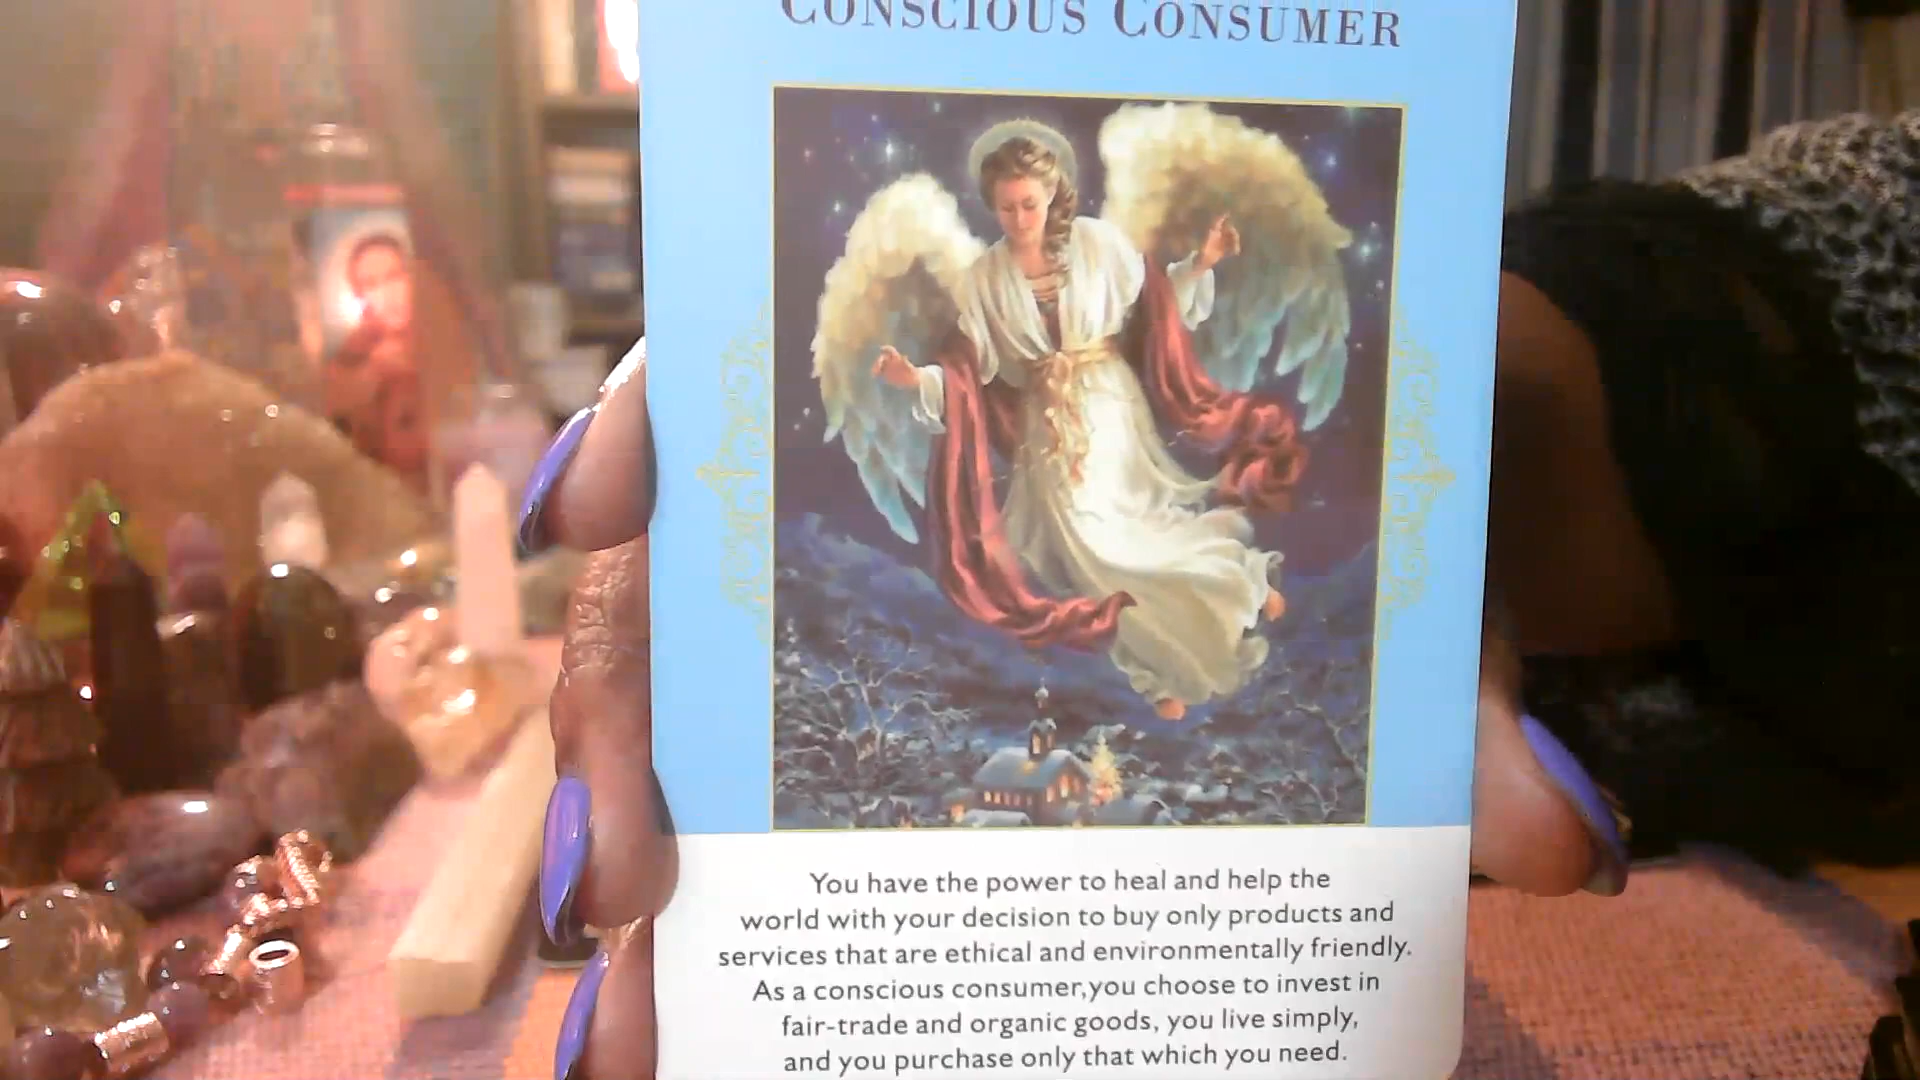 CONSCIOUS CONSUMER
You have the power to heal and help the
world with your decision to buy only products and
services that are ethical and environmentally friendly.
As a conscious consumer,you choose to invest in
fair-trade and organic goods, you live simply,
and you purchase only that which you need.